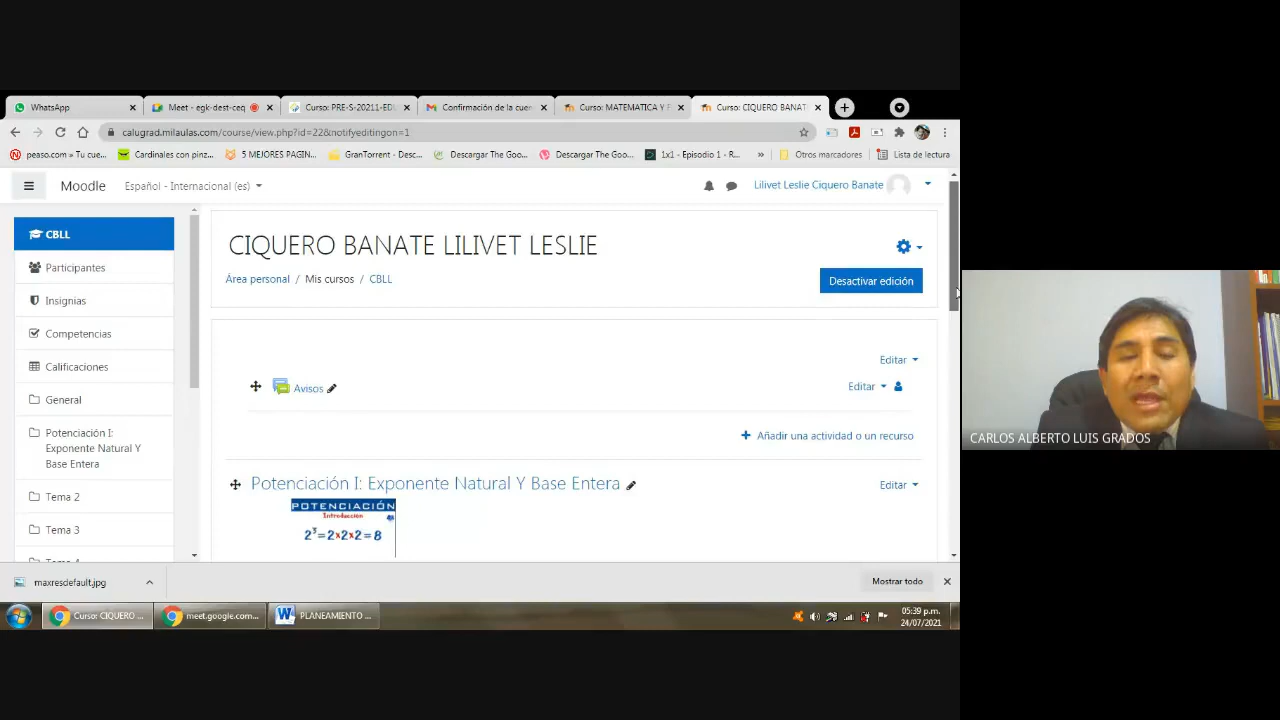 WhatsApp
Meet - egk-dest-ceq
Curso: PRE-S-20211-EDU
Confirmación de la cuen
Curso: MATEMATICA Y F
Curso: CIQUERO BANAT
calugrad.milaulas.com/course/view.php?id=22&notifyeditingon=1
peaso.com » Tu cue...
Cardinales con pinz...
5 MEJORES PAGIN...
GranTorrent - Desc...
Descargar The Goo...
Descargar The Goo...
1x1 - Episodio 1 - R...
»
Otros marcadores
Lista de lectura
Moodle
Español - Internacional (es)
Lilivet Leslie Ciquero Banate
CBLL
Participantes
Insignias
Competencias
Calificaciones
General
Potenciación I:
Exponente Natural Y
Base Entera
Tema 2
Tema 3
CIQUERO BANATE LILIVET LESLIE
Área personal / Mis cursos / CBLL
Desactivar edición
Editar
Avisos
Editar
Añadir una actividad o un recurso
Potenciación I: Exponente Natural Y Base Entera
Editar
POTENCIACIÓN
Introducción
2³=2x2x2=8
CARLOS ALBERTO LUIS GRADOS
maxresdefault.jpg
Mostrar todo
Curso: CIQUERO ...
meet.google.com...
PLANEAMIENTO ...
05:39 p.m.
24/07/2021